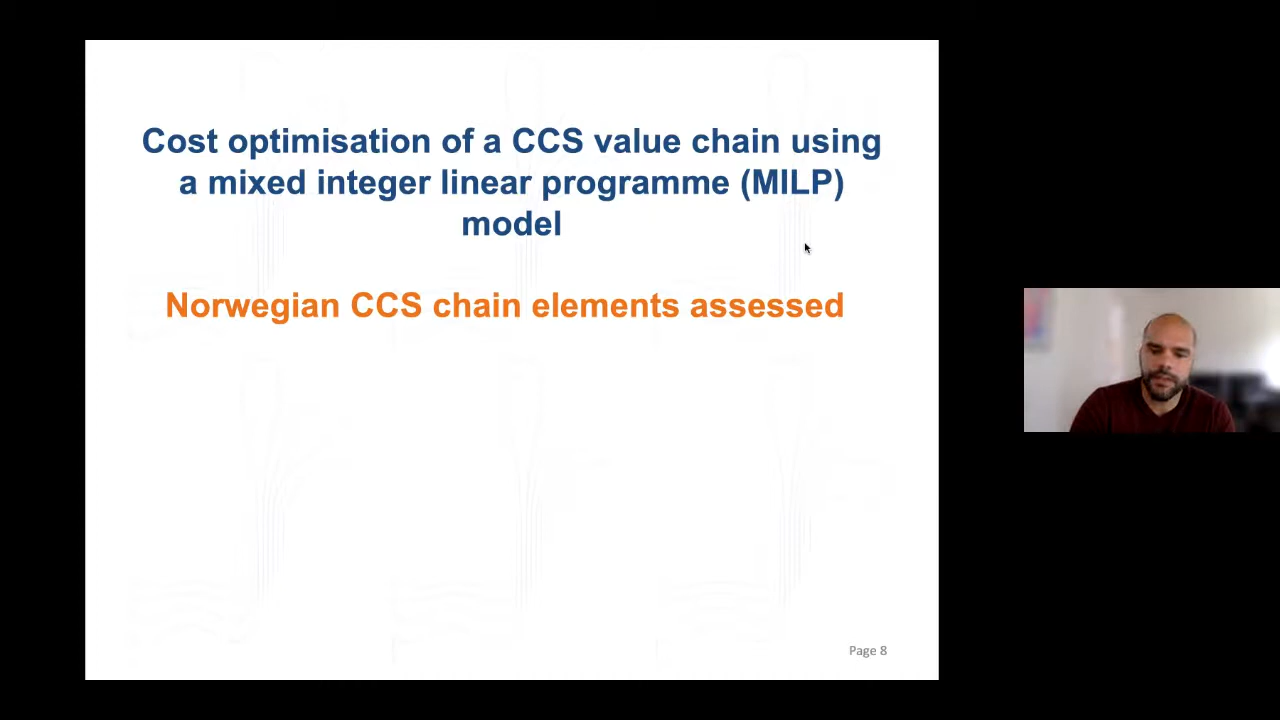 Cost optimisation of a CCS value chain using
a mixed integer linear programme (MILP)
model
Norwegian CCS chain elements assessed
Page 8